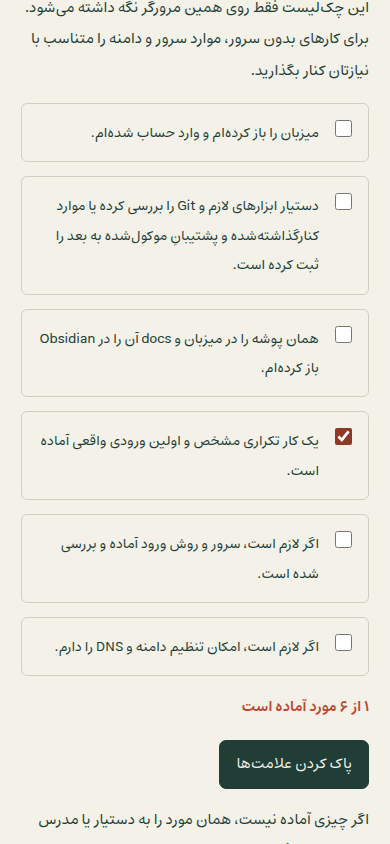 این چک‌لیست فقط روی همین مرورگر نگه داشته می‌شود.
برای کارهای بدون سرور، موارد سرور و دامنه را متناسب با
نیازتان کنار بگذارید.
میزبان را باز کرده‌ام و وارد حساب شده‌ام.
دستیار ابزارهای لازم و Git را بررسی کرده یا موارد
کنارگذاشته‌شده و پشتیبانِ موکول‌شده به بعد را
ثبت کرده است.
همان پوشه را در میزبان و docs آن را در Obsidian
باز کرده‌ام.
یک کار تکراری مشخص و اولین ورودی واقعی آماده
است.
اگر لازم است، سرور و روش ورود آماده و بررسی
شده است.
اگر لازم است، امکان تنظیم دامنه و DNS را دارم.
۱ از ۶ مورد آماده است
پاک کردن علامت‌ها
اگر چیزی آماده نیست، همان مورد را به دستیار یا مدرس